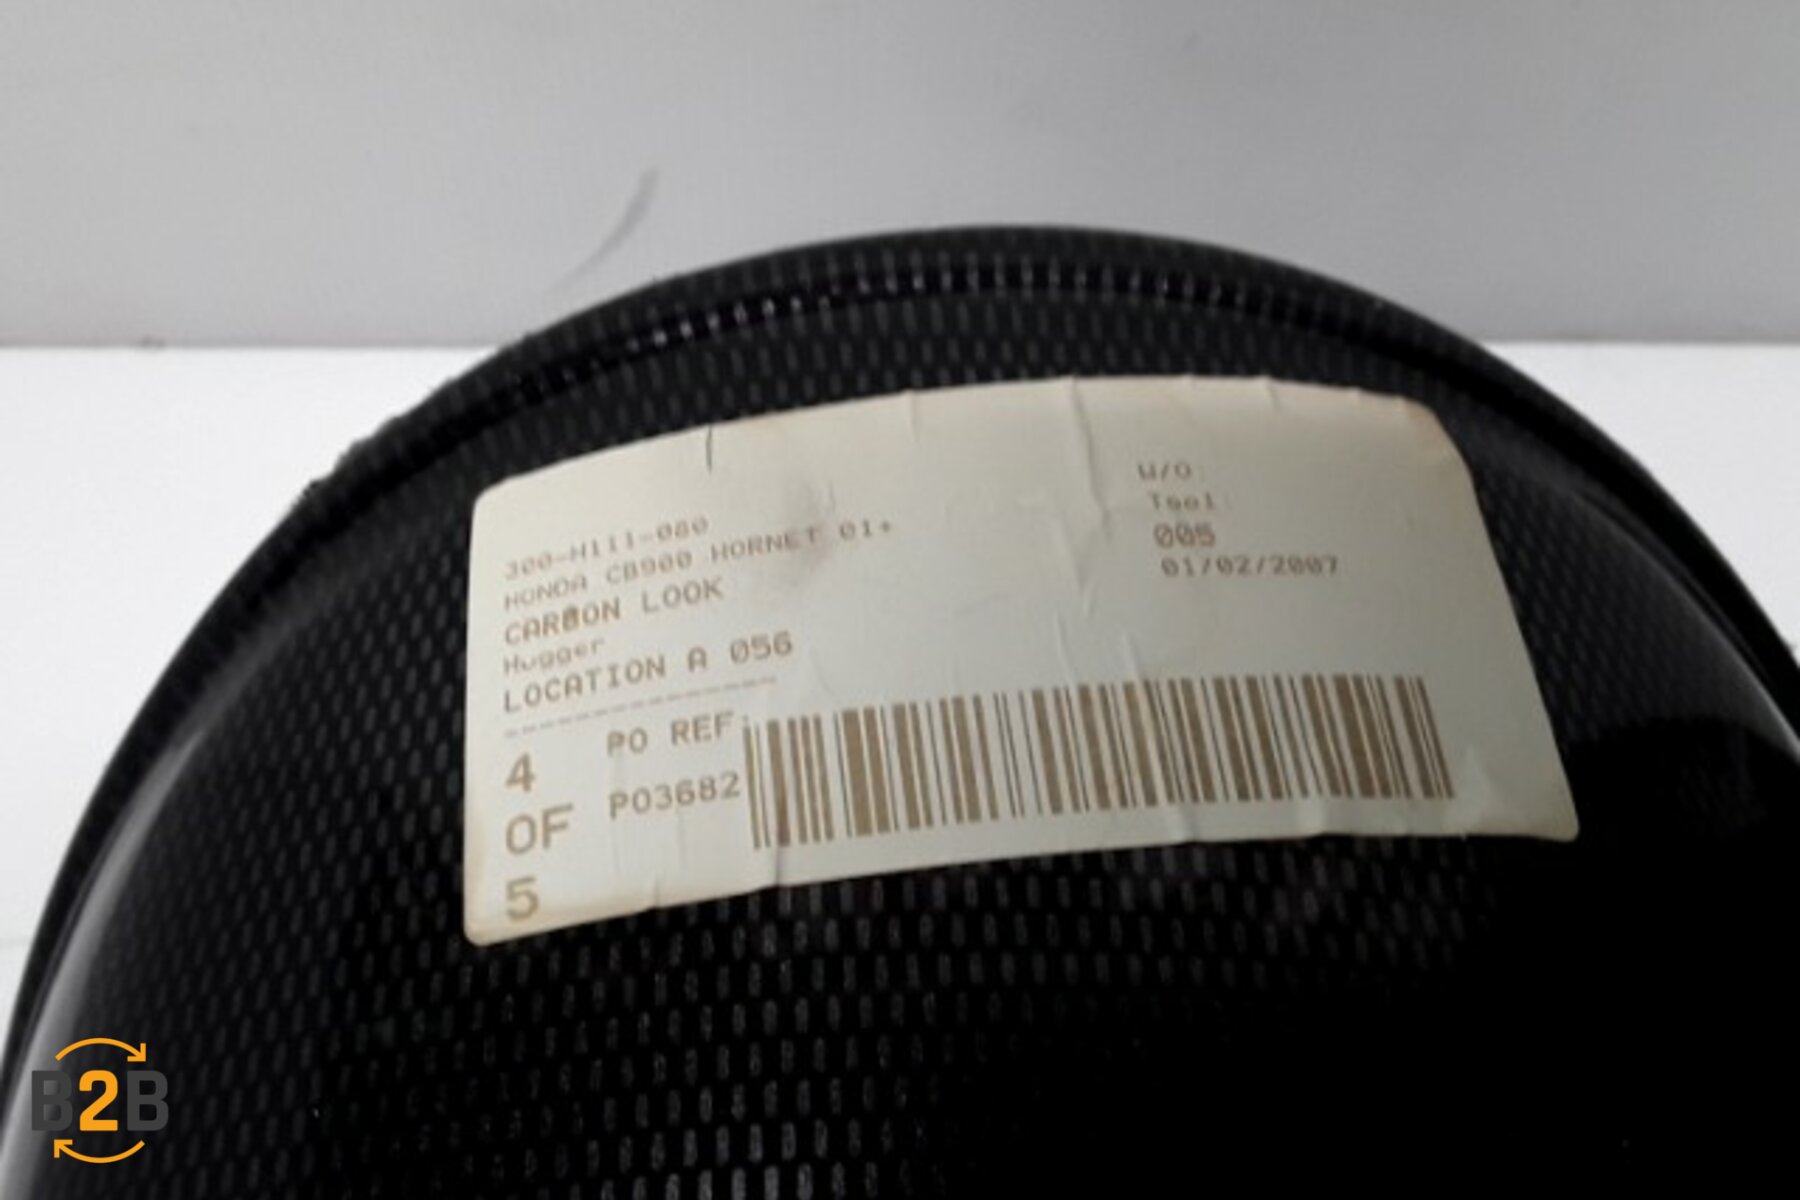 300-H111-080
HONDA CB900 HORNET 01+
CARBON LOOK
Hugger
LOCATION A 056
--------------------
4
OF
5
PO REF:
PO3682
W/O
Tool
005
01/02/2007
B2B